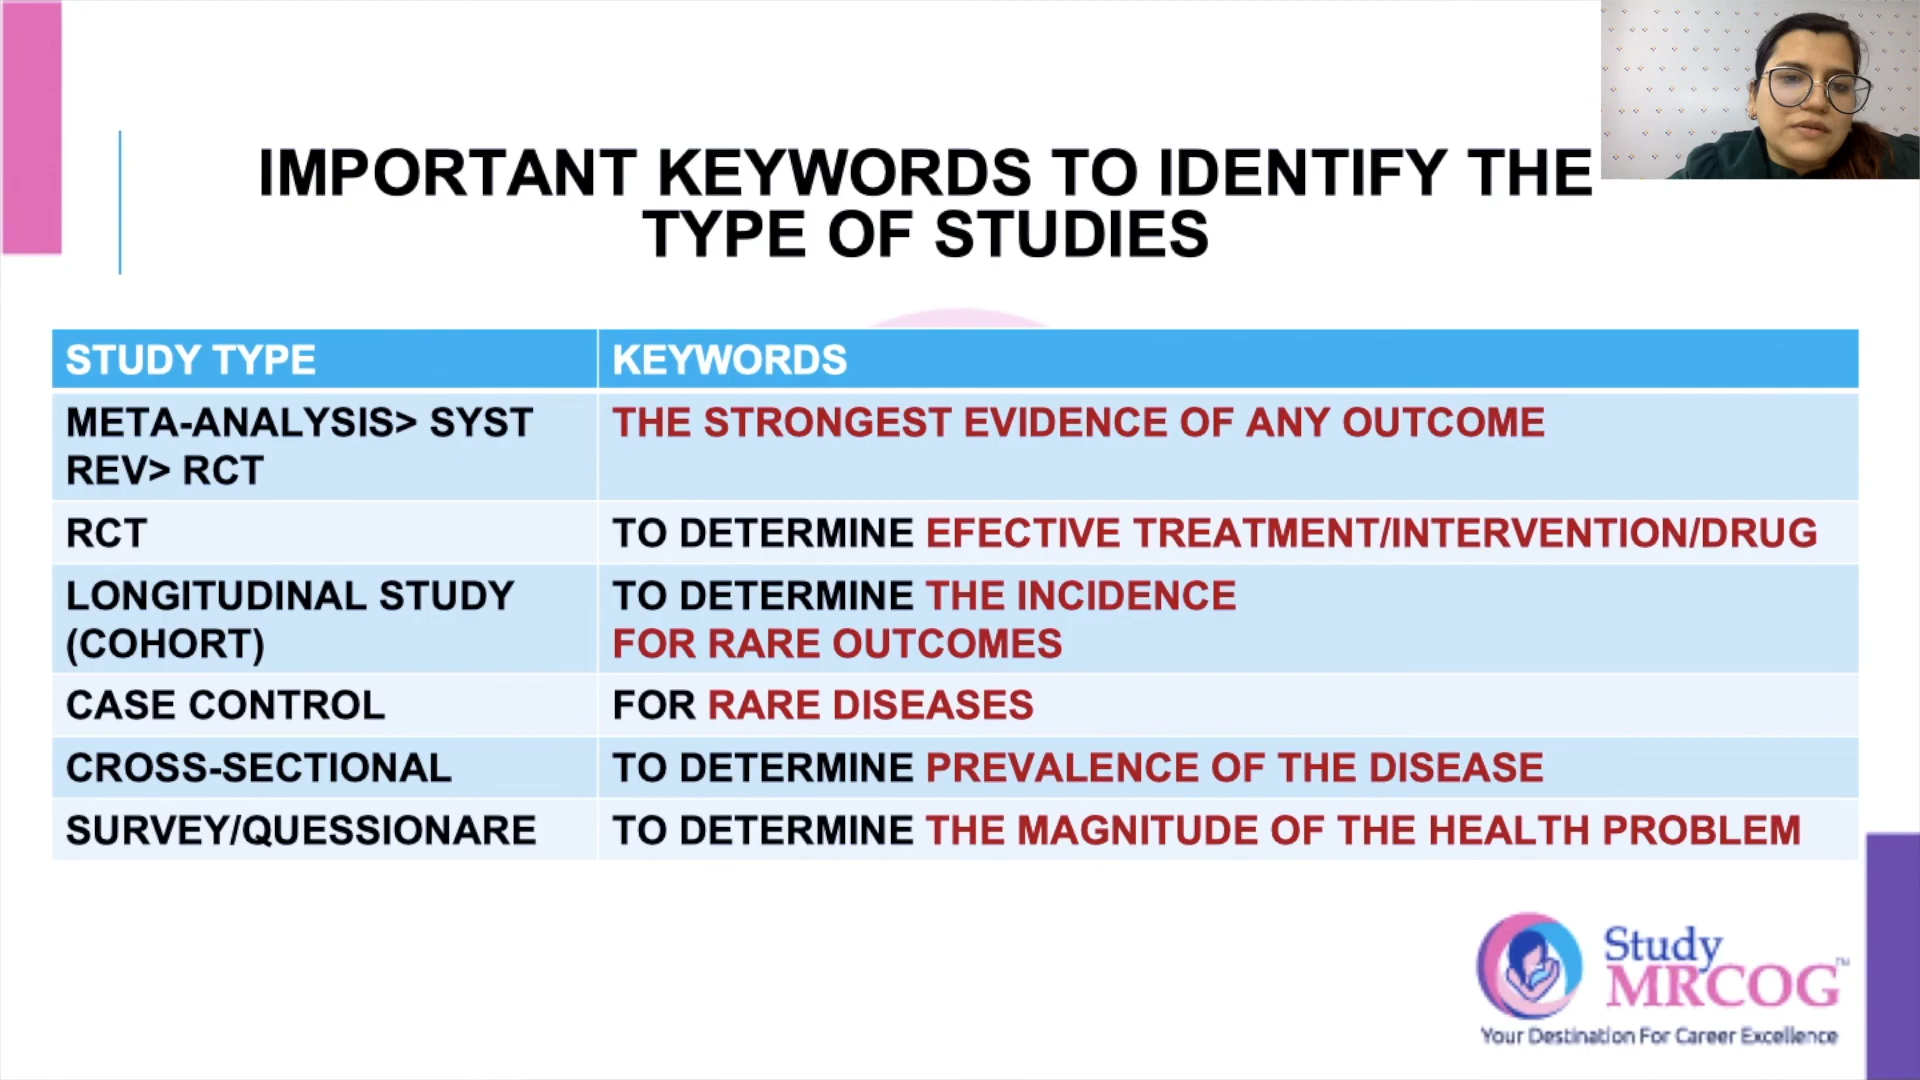 IMPORTANT KEYWORDS TO IDENTIFY THE
TYPE OF STUDIES
STUDY TYPE
KEYWORDS
META-ANALYSIS> SYST
REV> RCT
THE STRONGEST EVIDENCE OF ANY OUTCOME
RCT
TO DETERMINE EFECTIVE TREATMENT/INTERVENTION/DRUG
LONGITUDINAL STUDY
(COHORT)
TO DETERMINE THE INCIDENCE
FOR RARE OUTCOMES
CASE CONTROL
FOR RARE DISEASES
CROSS-SECTIONAL
TO DETERMINE PREVALENCE OF THE DISEASE
SURVEY/QUESSIONARE
TO DETERMINE THE MAGNITUDE OF THE HEALTH PROBLEM
Study
MRCOG™
Your Destination For Career Excellence